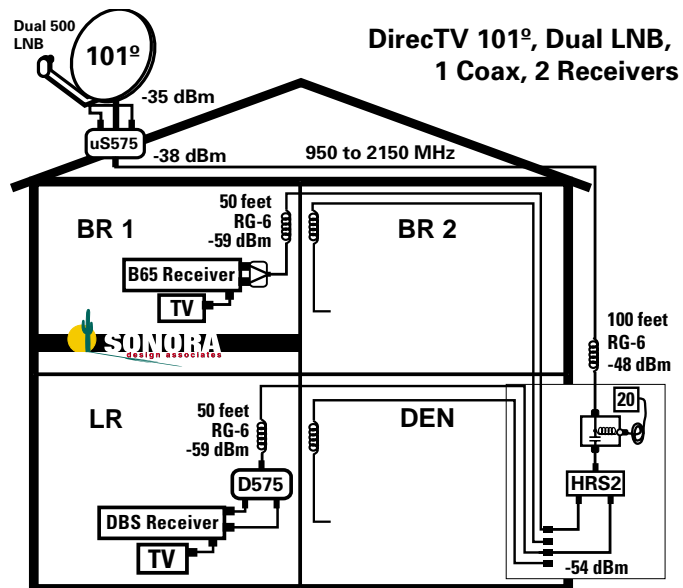 Dual 500
LNB
101º
DirecTV 101º, Dual LNB,
1 Coax, 2 Receivers
-35 dBm
uS575
-38 dBm
950 to 2150 MHz
50 feet
RG-6
-59 dBm
BR 1
BR 2
B65 Receiver
TV
SONORA
design associates
100 feet
RG-6
-48 dBm
LR
50 feet
RG-6
-59 dBm
DEN
20
D575
HRS2
DBS Receiver
TV
-54 dBm